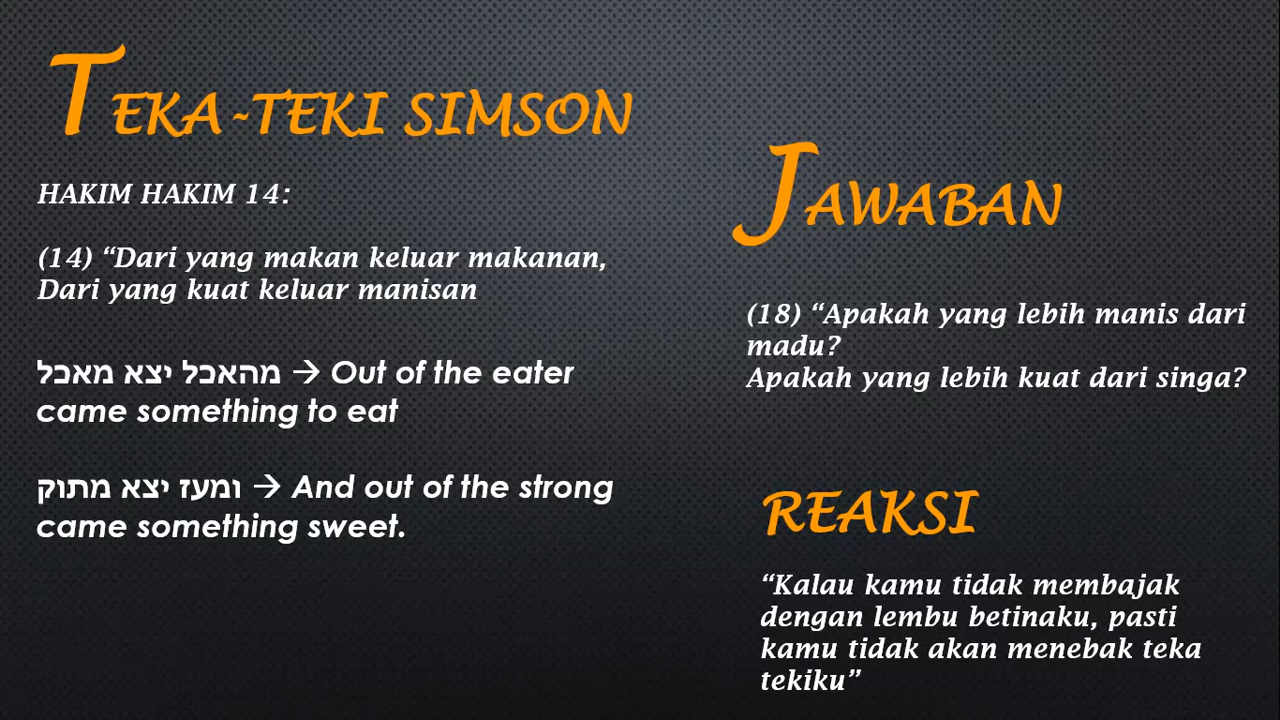 TEKA-TEKI SIMSON
HAKIM HAKIM 14:
(14) “Dari yang makan keluar makanan,
Dari yang kuat keluar manisan
מהאכל יצא מאכל → Out of the eater
came something to eat
ומעז יצא מתוק → And out of the strong
came something sweet.
JAWABAN
(18) “Apakah yang lebih manis dari
madu?
Apakah yang lebih kuat dari singa?
REAKSI
“Kalau kamu tidak membajak
dengan lembu betinaku, pasti
kamu tidak akan menebak teka
tekiku”